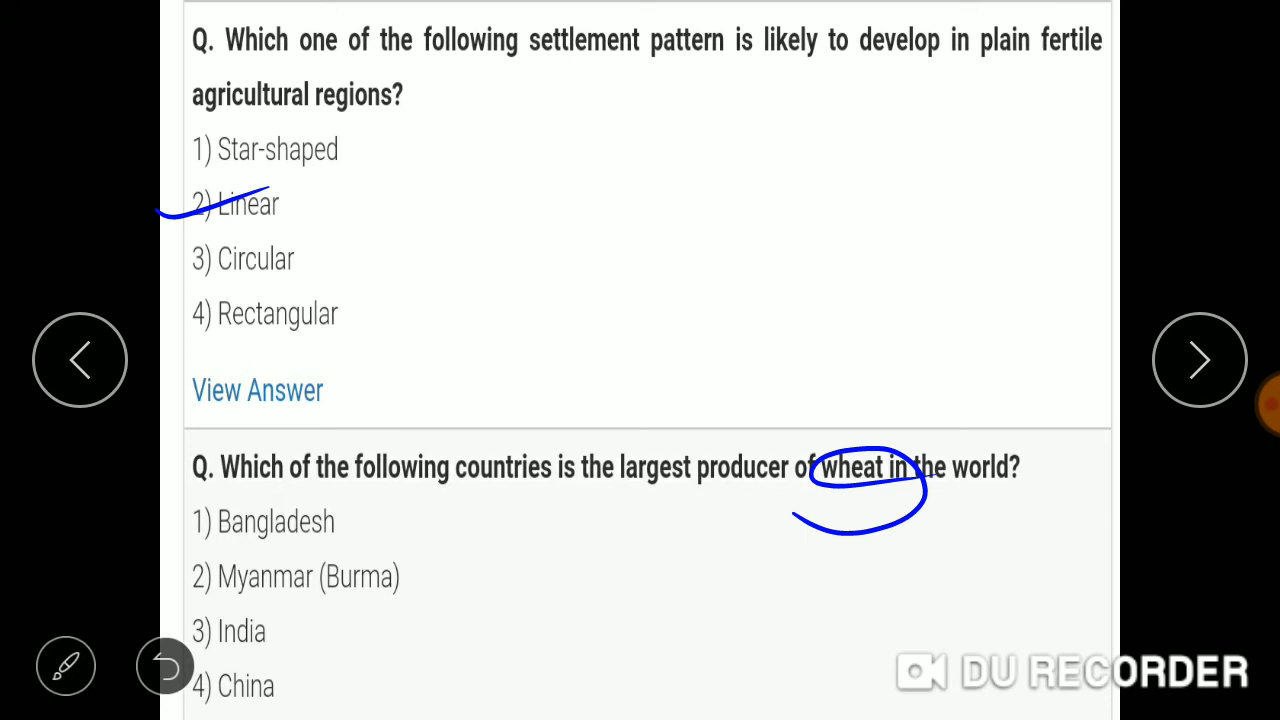 Q. Which one of the following settlement pattern is likely to develop in plain fertile
agricultural regions?
1) Star-shaped
2) Linear
3) Circular
4) Rectangular
View Answer
Q. Which of the following countries is the largest producer of wheat in the world?
1) Bangladesh
2) Myanmar (Burma)
3) India
4) China
DU RECORDER